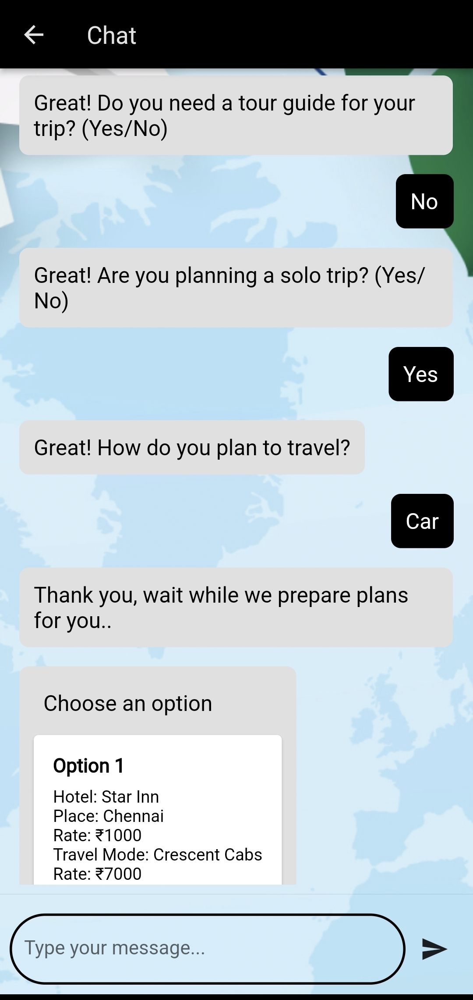 Chat
Great! Do you need a tour guide for your
trip? (Yes/No)
No
Great! Are you planning a solo trip? (Yes/
No)
Yes
Great! How do you plan to travel?
Car
Thank you, wait while we prepare plans
for you..
Choose an option
Option 1
Hotel: Star Inn
Place: Chennai
Rate: ₹1000
Travel Mode: Crescent Cabs
Rate: ₹7000
Type your message...